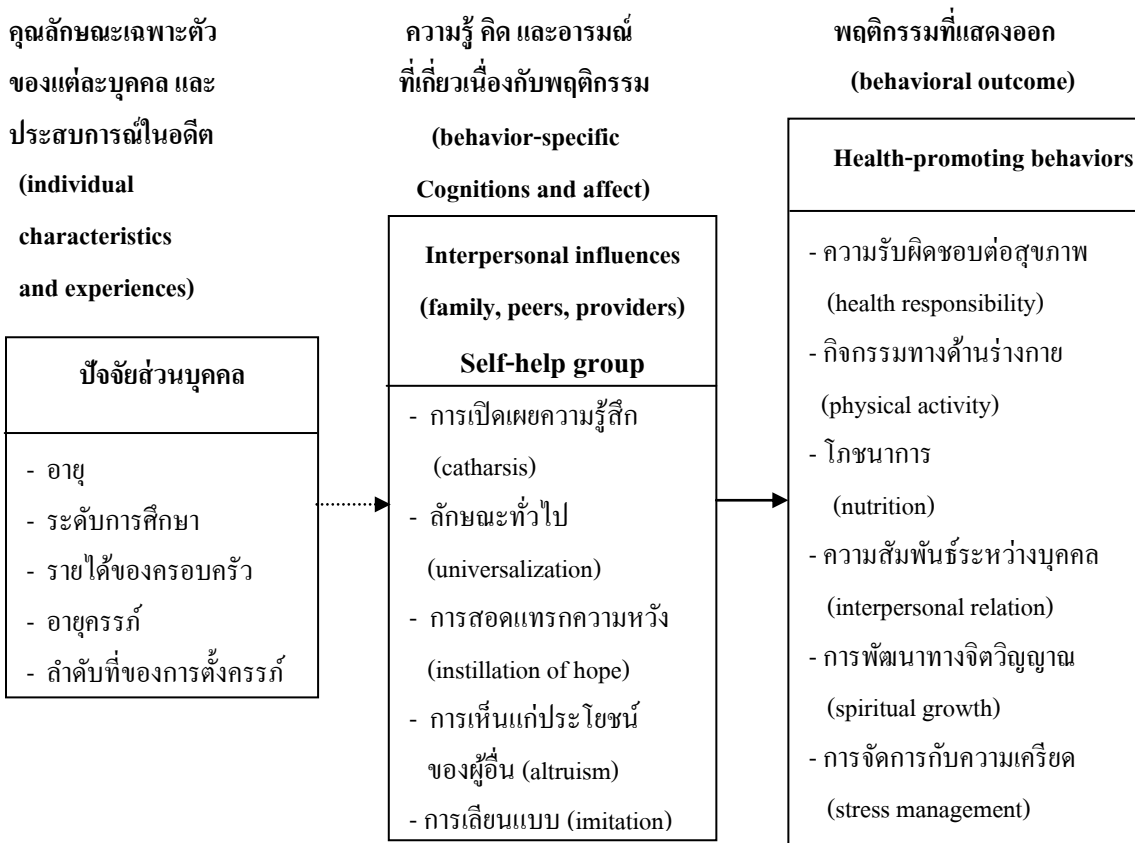 คุณลักษณะเฉพาะตัว
ของแต่ละบุคคล และ
ประสบการณ์ในอดีต
(individual
characteristics
and experiences)
ปัจจัยส่วนบุคคล
- อายุ
- ระดับการศึกษา
- รายได้ของครอบครัว
- อายุครรภ์
- ลำดับที่ของการตั้งครรภ์
ความรู้ คิด และอารมณ์
ที่เกี่ยวเนื่องกับพฤติกรรม
(behavior-specific
Cognitions and affect)
Interpersonal influences
(family, peers, providers)
Self-help group
- การเปิดเผยความรู้สึก
(catharsis)
- ลักษณะทั่วไป
(universalization)
- การสอดแทรกความหวัง
(instillation of hope)
- การเห็นแก่ประโยชน์
ของผู้อื่น (altruism)
- การเลียนแบบ (imitation)
พฤติกรรมที่แสดงออก
(behavioral outcome)
Health-promoting behaviors
- ความรับผิดชอบต่อสุขภาพ
(health responsibility)
- กิจกรรมทางด้านร่างกาย
(physical activity)
- โภชนาการ
(nutrition)
- ความสัมพันธ์ระหว่างบุคคล
(interpersonal relation)
- การพัฒนาทางจิตวิญญาณ
(spiritual growth)
- การจัดการกับความเครียด
(stress management)